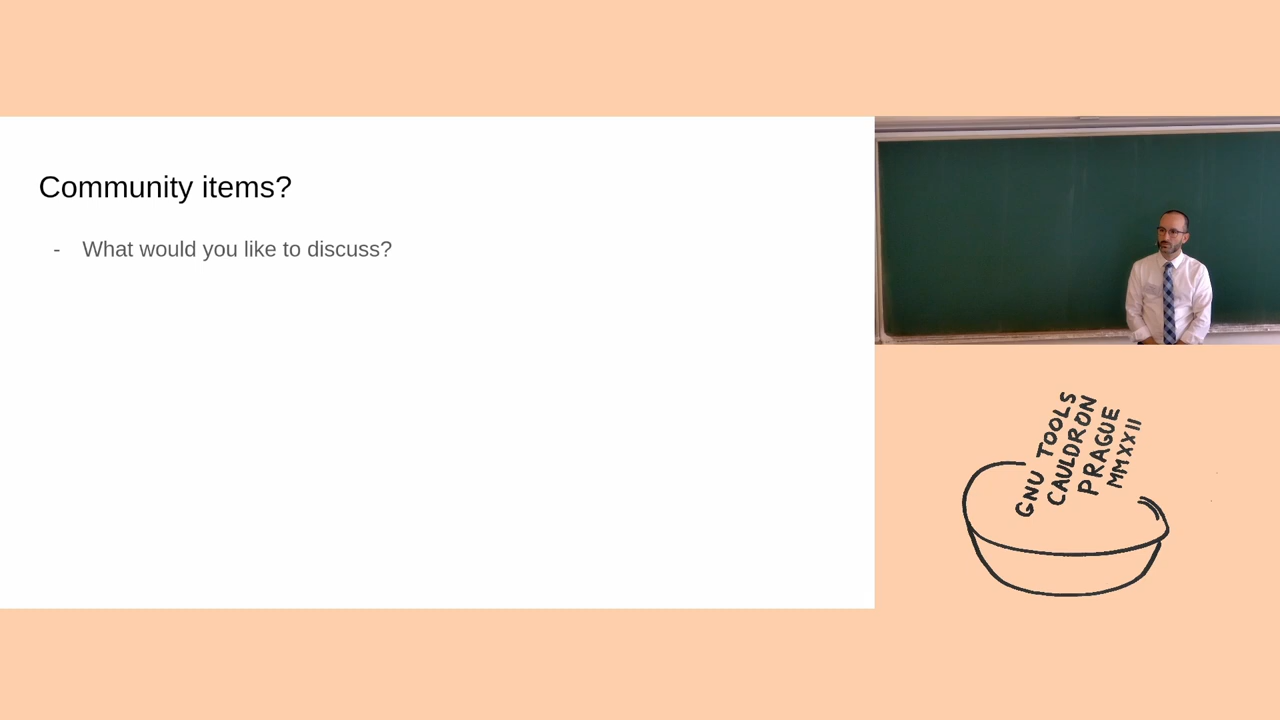 Community items?
- What would you like to discuss?
GNU TOOLS
CAULDRON
PRAGUE
MMXXII